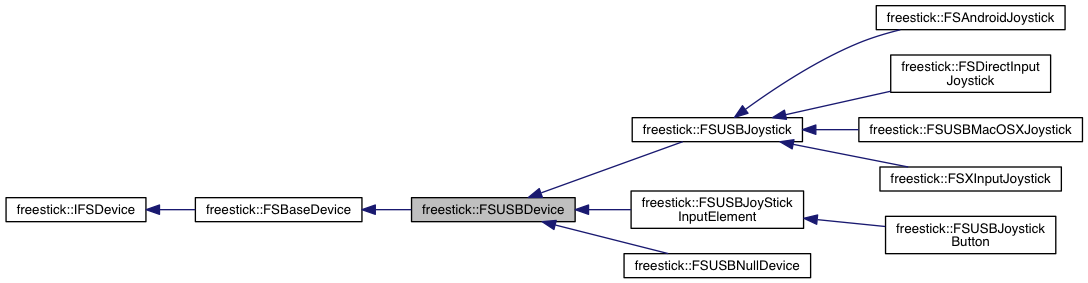 freestick::FSAndroidJoystick
freestick::FSDirectInput
Joystick
freestick::FSUSBJoystick
freestick::FSUSBMacOSXJoystick
freestick::FSXInputJoystick
freestick::IFSDevice
freestick::FSBaseDevice
freestick::FSUSBDevice
freestick::FSUSBJoyStick
InputElement
freestick::FSUSBJoystick
Button
freestick::FSUSBNullDevice